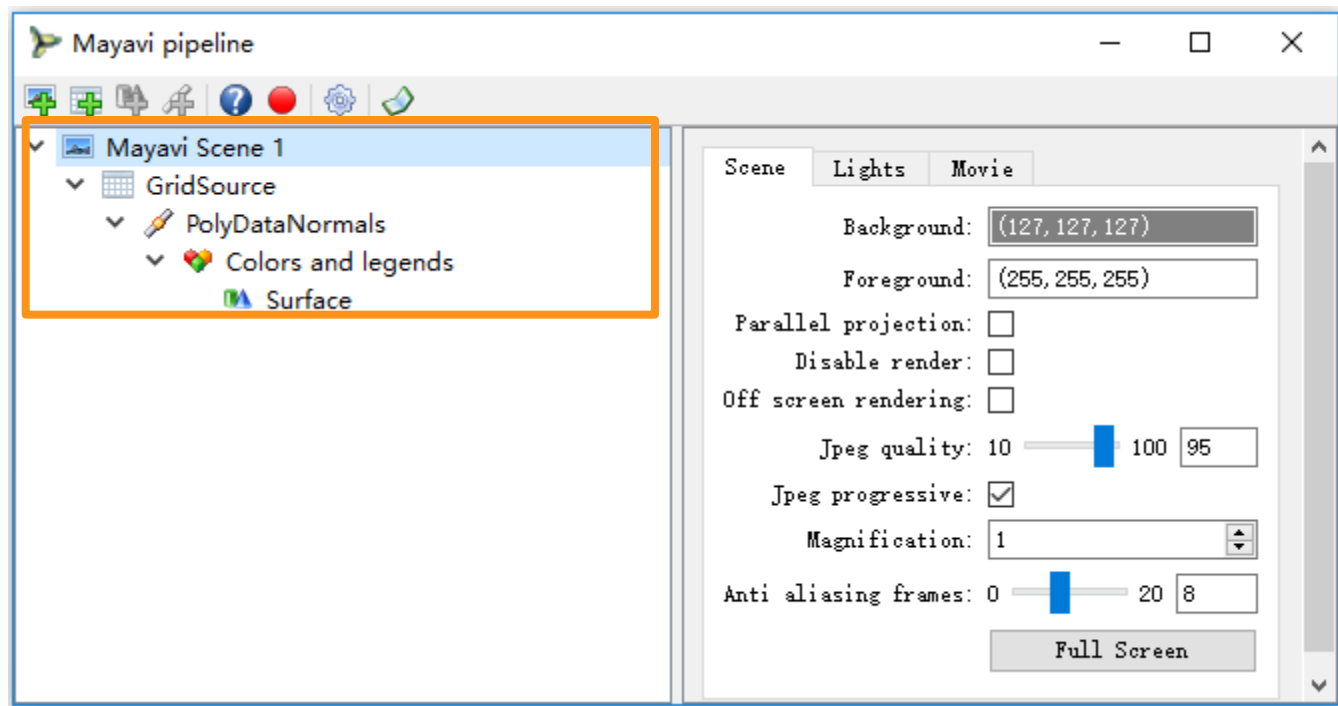 Mayavi pipeline
Mayavi Scene 1
GridSource
PolyDataNormals
Colors and legends
Surface
Scene Lights Movie
Background: (127, 127, 127)
Foreground: (255, 255, 255)
Parallel projection:
Disable render:
Off screen rendering:
Jpeg quality: 10 100 95
Jpeg progressive:
Magnification: 1
Anti aliasing frames: 0 20 8
Full Screen